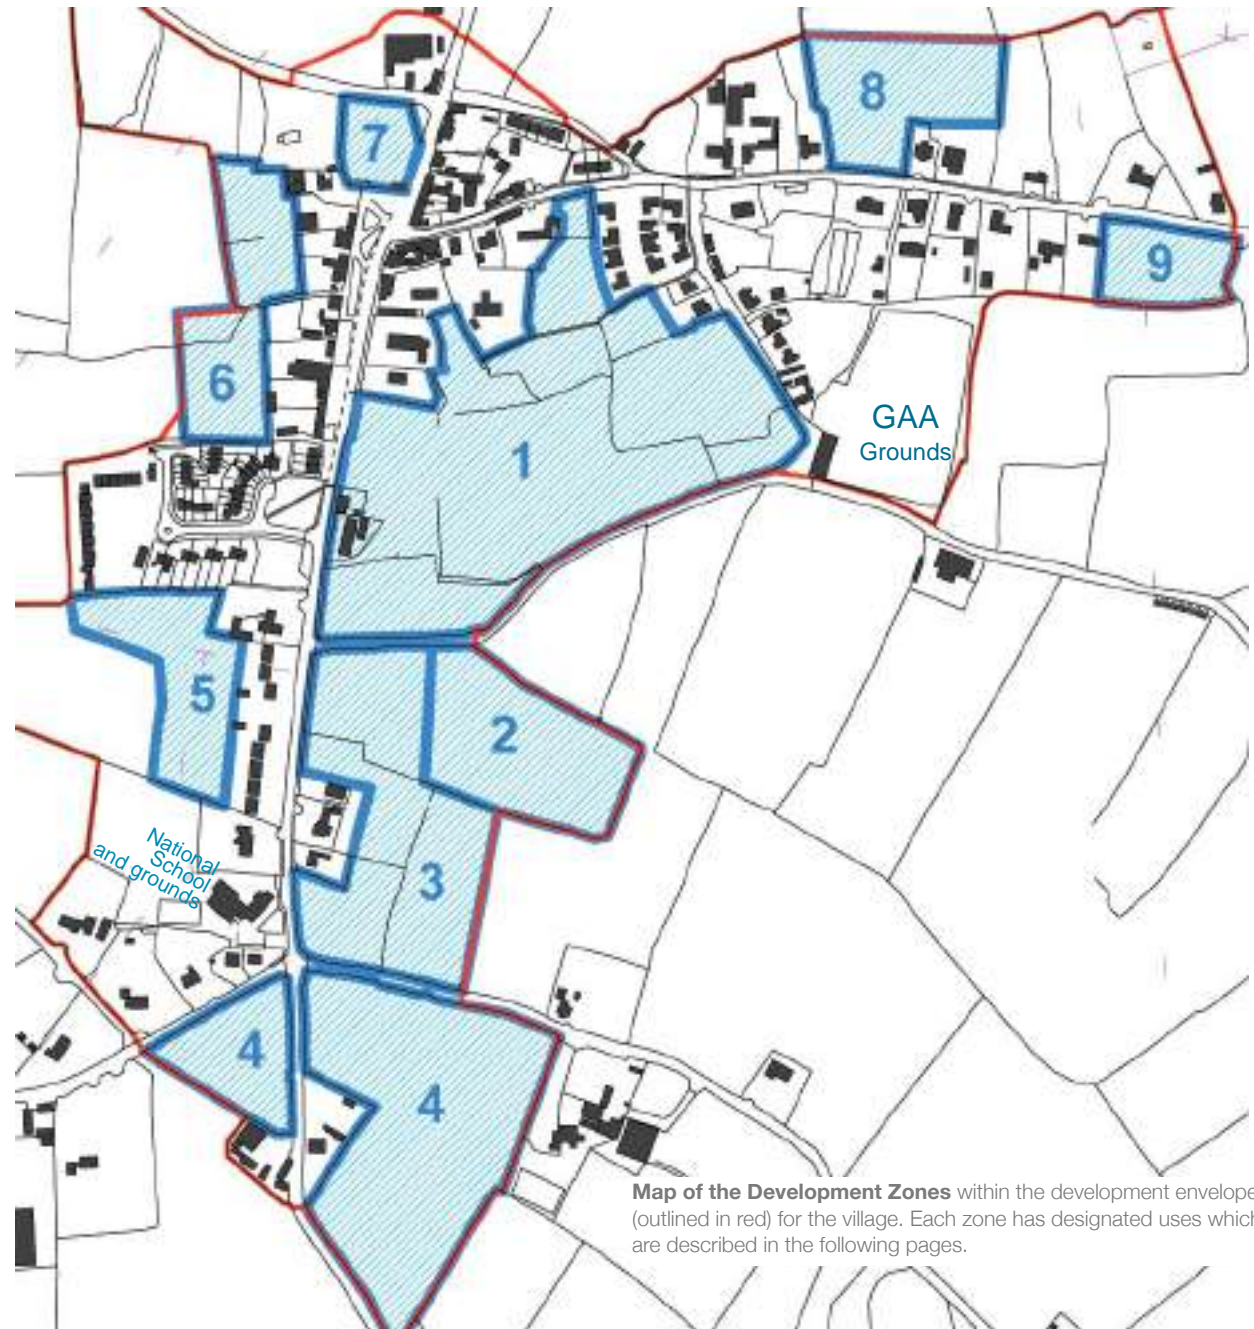 8
7
9
6
GAA
Grounds
1
5
2
National
School
and grounds
3
4
4
Map of the Development Zones within the development envelope
(outlined in red) for the village. Each zone has designated uses which
are described in the following pages.